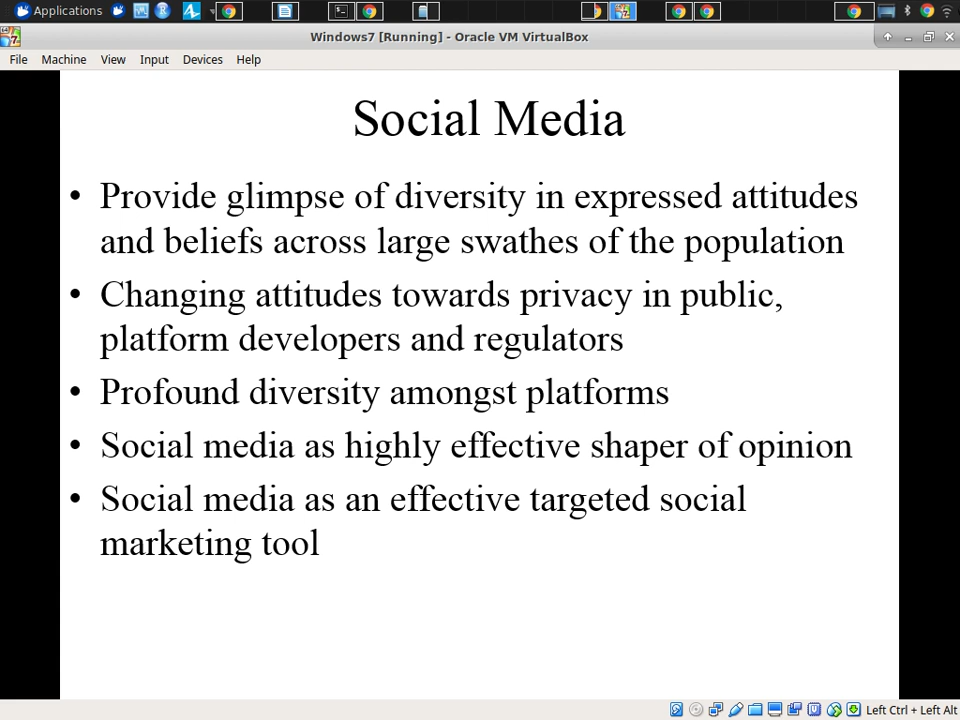 Applications
Windows7 [Running] - Oracle VM VirtualBox
File Machine View Input Devices Help
Social Media
• Provide glimpse of diversity in expressed attitudes
and beliefs across large swathes of the population
• Changing attitudes towards privacy in public,
platform developers and regulators
• Profound diversity amongst platforms
• Social media as highly effective shaper of opinion
• Social media as an effective targeted social
marketing tool
Left Ctrl + Left Alt